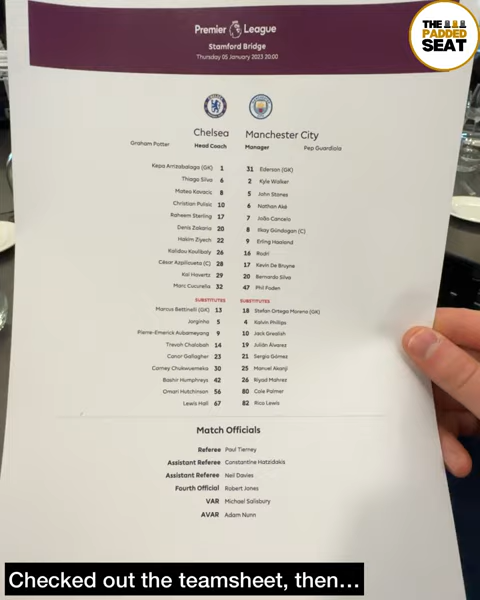 THE
PADDED
SEAT
Premier League
Stamford Bridge
Thursday 05 January 2023 20:00
Chelsea Manchester City
Graham Potter Head Coach Manager Pep Guardiola
Kepa Arrizabalaga (GK) 1 31 Ederson (GK)
Thiago Silva 6 2 Kyle Walker
Mateo Kovacic 8 5 John Stones
Christian Pulisic 10 6 Nathan Aké
Raheem Sterling 17 7 João Cancelo
Denis Zakaria 20 8 Ilkay Gündogan (C)
Hakim Ziyech 22 9 Erling Haaland
Kalidou Koulibaly 26 16 Rodri
César Azpilicueta (C) 28 17 Kevin De Bruyne
Kai Havertz 29 20 Bernardo Silva
Marc Cucurella 32 47 Phil Foden
SUBSTITUTES SUBSTITUTES
Marcus Bettinelli (GK) 13 18 Stefan Ortega Moreno (GK)
Jorginho 5 4 Kalvin Phillips
Pierre-Emerick Aubameyang 9 10 Jack Grealish
Trevoh Chalobah 14 19 Julián Álvarez
Conor Gallagher 23 21 Sergio Gómez
Carney Chukwuemeka 30 25 Manuel Akanji
Bashir Humphreys 42 26 Riyad Mahrez
Omari Hutchinson 56 80 Cole Palmer
Lewis Hall 67 82 Rico Lewis
Match Officials
Referee Paul Tierney
Assistant Referee Constantine Hatzidakis
Assistant Referee Neil Davies
Fourth Official Robert Jones
VAR Michael Salisbury
AVAR Adam Nunn
Checked out the teamsheet, then...